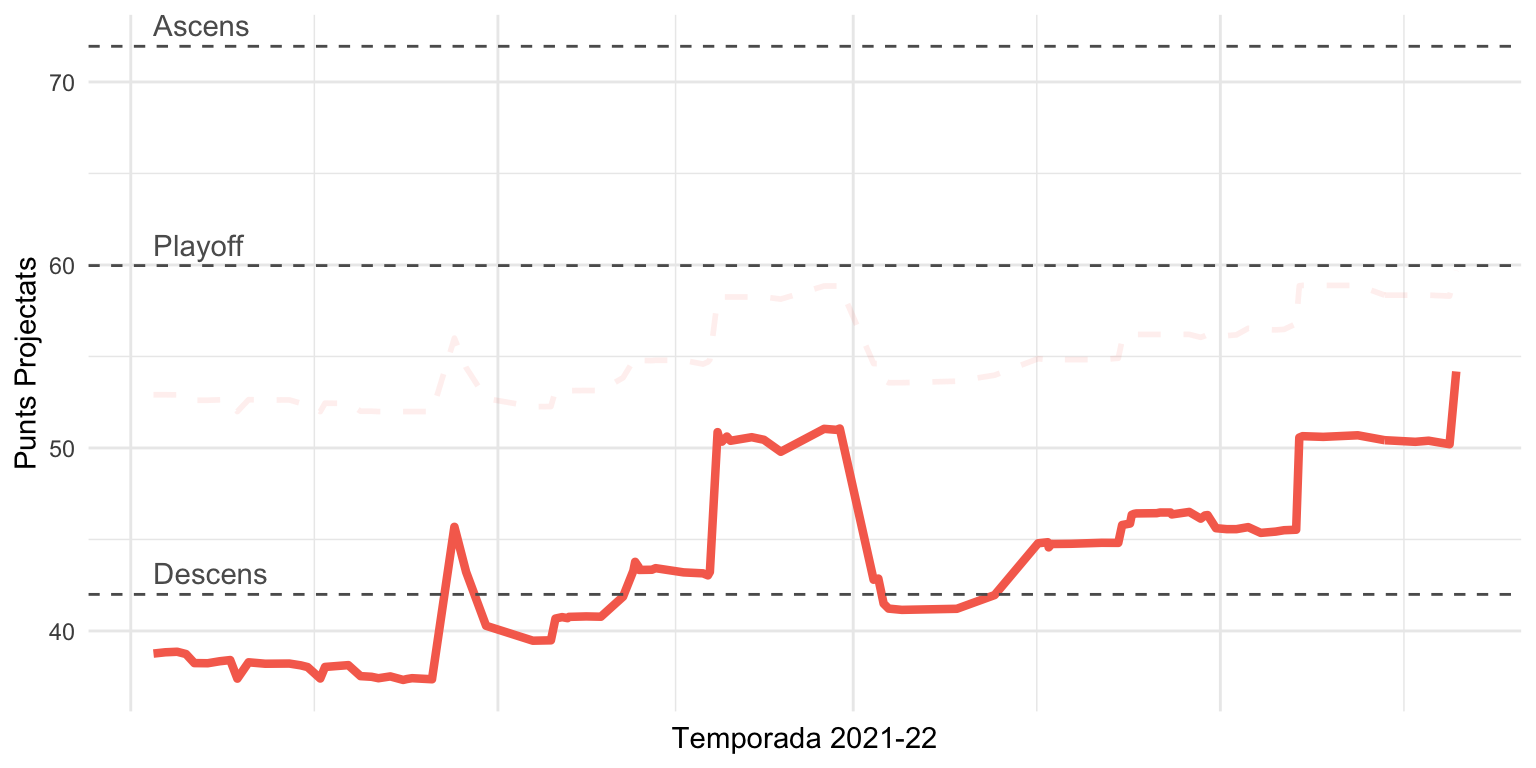 Ascens
70
Playoff
60
Punts Projectats
50
Descens
40
Temporada 2021-22